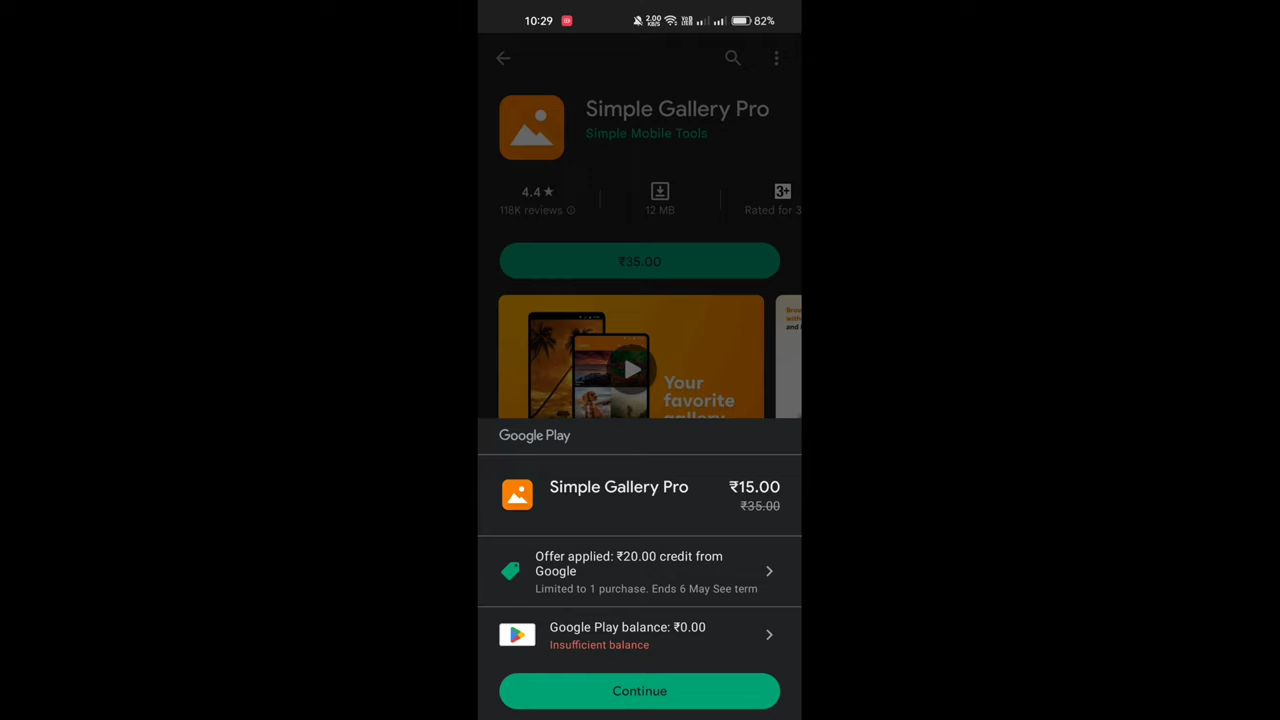 10:29
2.00 KB/S
82%
Simple Gallery Pro
Simple Mobile Tools
4.4★
118K reviews
12 MB
3+
Rated for 3
₹35.00
Your
favorite
gallery
Google Play
Simple Gallery Pro
₹15.00
₹35.00
Offer applied: ₹20.00 credit from
Google
Limited to 1 purchase. Ends 6 May See term
Google Play balance: ₹0.00
Insufficient balance
Continue